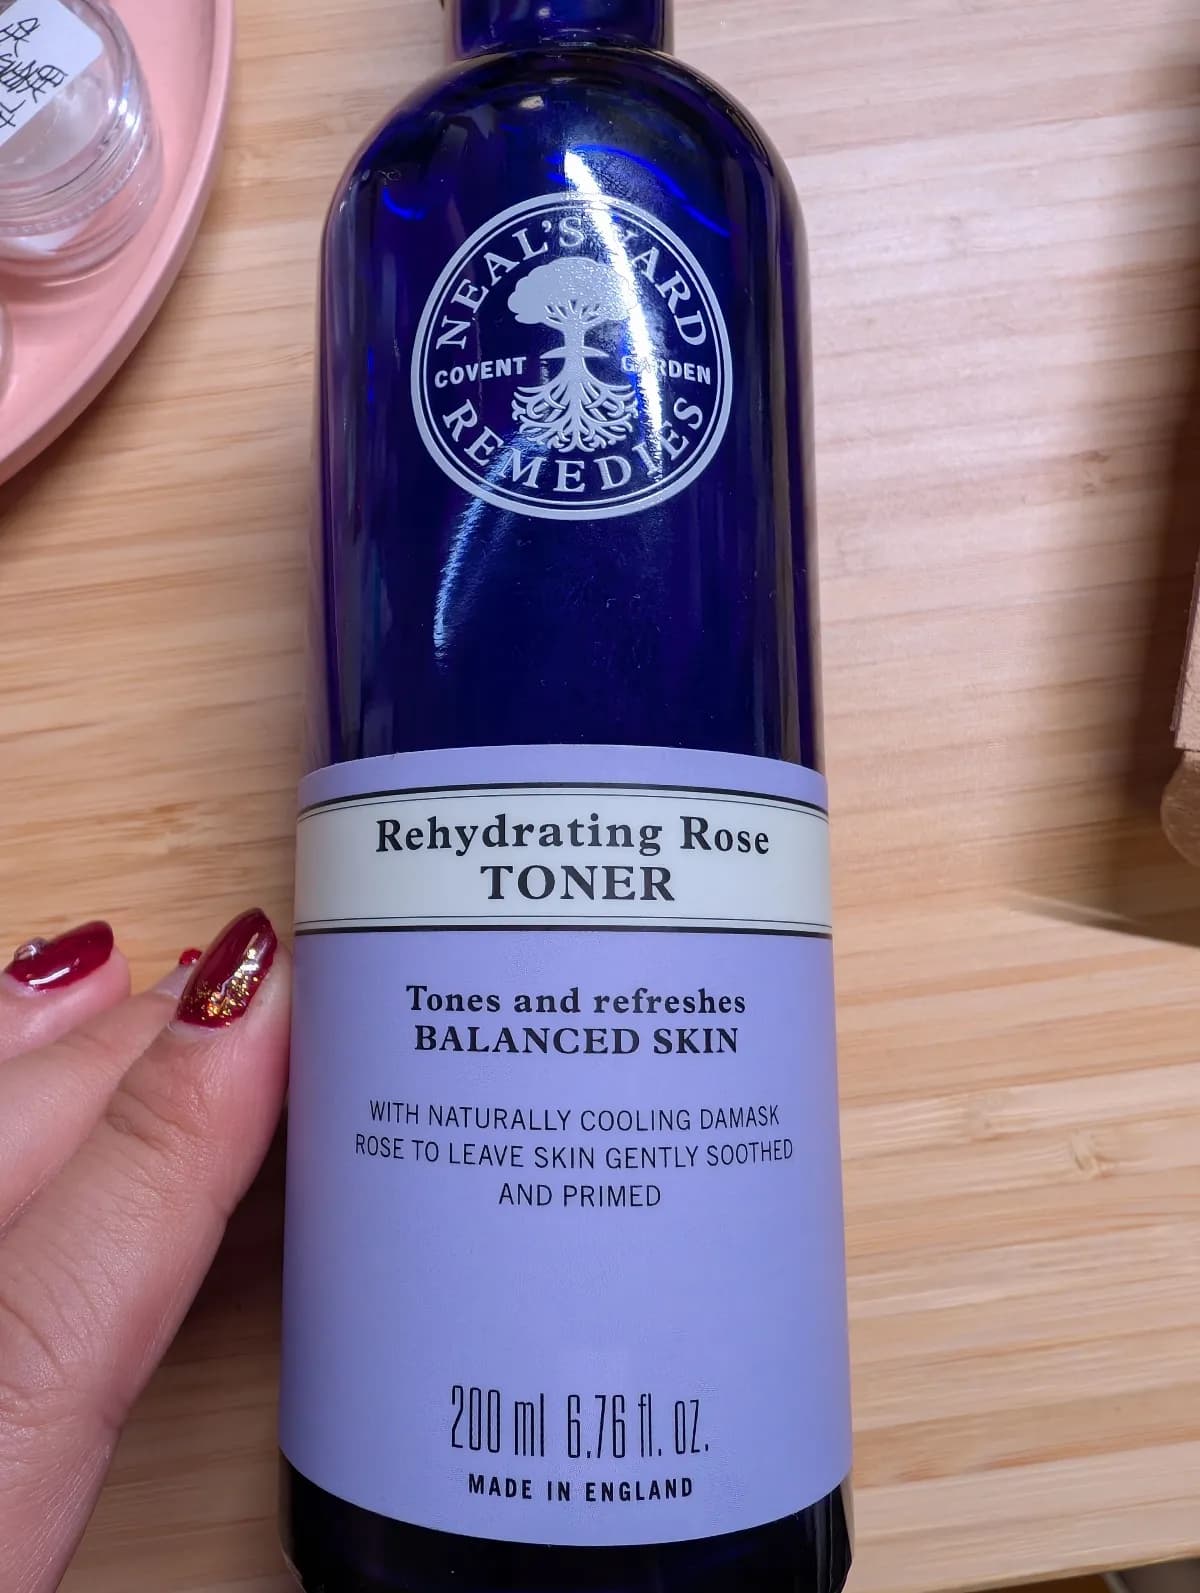 NEAL'S YARD
COVENT GARDEN
REMEDIES
Rehydrating Rose
TONER
Tones and refreshes
BALANCED SKIN
WITH NATURALLY COOLING DAMASK
ROSE TO LEAVE SKIN GENTLY SOOTHED
AND PRIMED
200 ml 6.76 fl. oz.
MADE IN ENGLAND